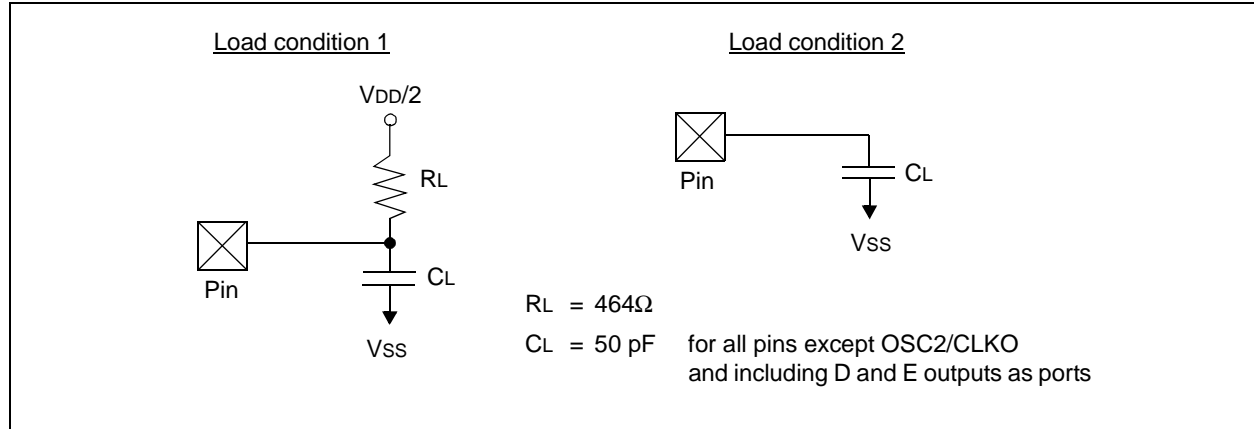 Load condition 1
VDD/2
RL
Pin
CL
VSS
Load condition 2
Pin
CL
VSS
RL = 464Ω
CL = 50 pF for all pins except OSC2/CLKO
and including D and E outputs as ports